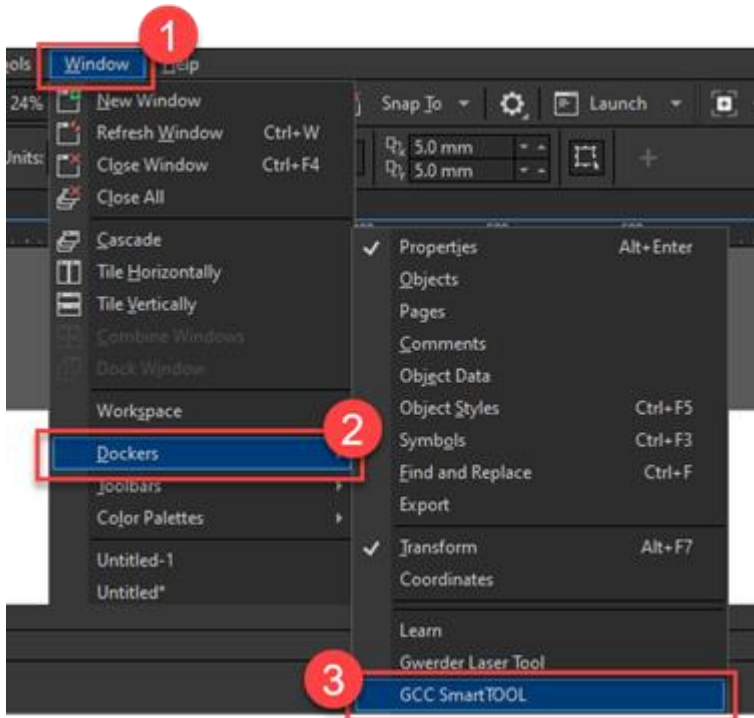 1
ools Window Help
24% Snap To Launch
Units: 5.0 mm
5.0 mm
New Window
Refresh Window Ctrl+W
Close Window Ctrl+F4
Close All
Cascade
Tile Horizontally
Tile Vertically
Combine Windows
Dock Window
Workspace
2
Dockers
Toolbars
Color Palettes
Untitled-1
Untitled*
Properties Alt+Enter
Objects
Pages
Comments
Object Data
Object Styles Ctrl+F5
Symbols Ctrl+F3
Find and Replace Ctrl+F
Export
Transform Alt+F7
Coordinates
Learn
Gwerder Laser Tool
3
GCC SmartTOOL